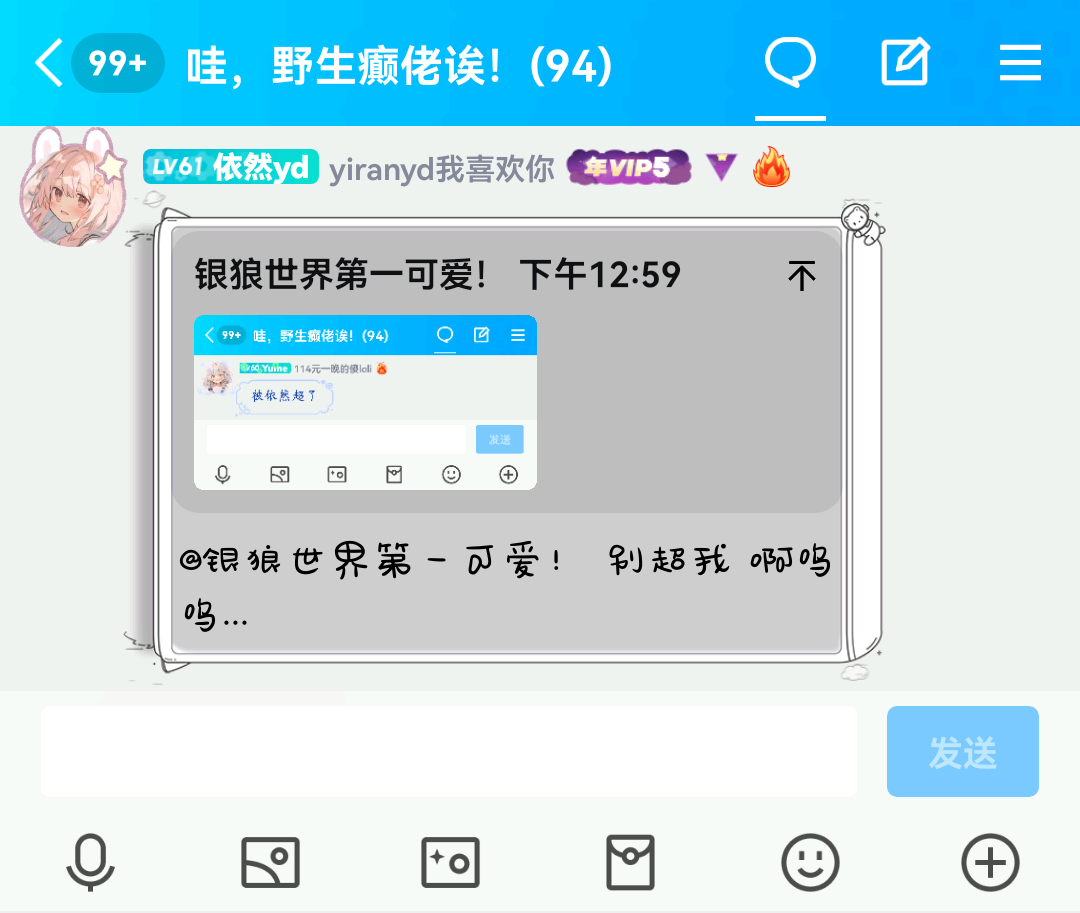 99+ 哇，野生癫佬诶！(94)
LV61 依然yd yiranyd我喜欢你 年VIP5
银狼世界第一可爱！ 下午12:59
99+ 哇，野生癫佬诶！(94)
LV60 Yuine 114元一晚的傻loli
被依然超了
发送
@银狼世界第一可爱！ 别超我 啊呜
呜...
发送